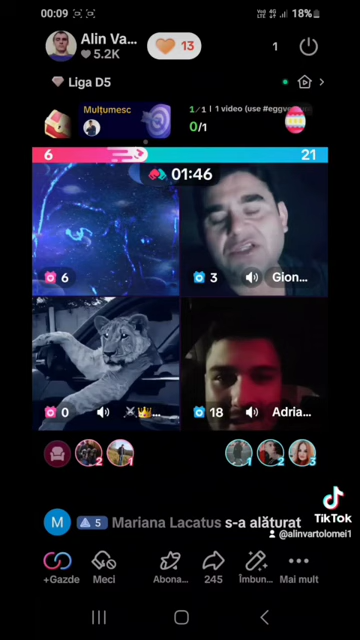 00:09
VoLTE 4G 18%
Alin Va...
5.2K
13
1
Liga D5
Mulțumesc
1/1 | 1 video (use #eggve
0/1
6
21
01:46
6
3
Gion...
0
...
18
Adria...
2
1
1
2
3
M
5
Mariana Lacatus s-a alăturat
TikTok
@alinvartolomei1
+Gazde
Meci
Abona...
245
Îmbun...
Mai mult